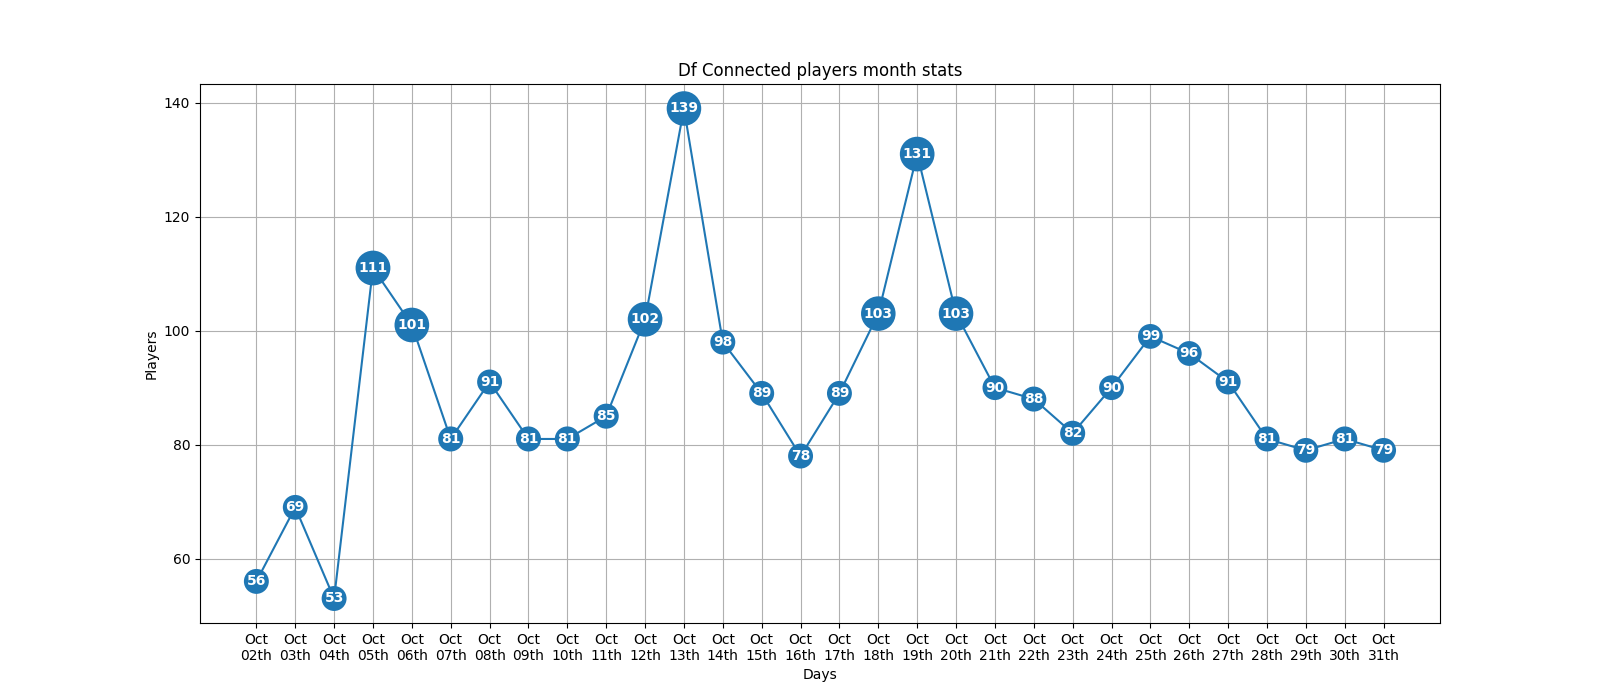 Df Connected players month stats
140
120
100
80
60
Players
56
69
53
111
101
81
91
81
81
85
102
139
98
89
78
89
103
131
103
90
88
82
90
99
96
91
81
79
81
79
Oct 02th
Oct 03th
Oct 04th
Oct 05th
Oct 06th
Oct 07th
Oct 08th
Oct 09th
Oct 10th
Oct 11th
Oct 12th
Oct 13th
Oct 14th
Oct 15th
Oct 16th
Oct 17th
Oct 18th
Oct 19th
Oct 20th
Oct 21th
Oct 22th
Oct 23th
Oct 24th
Oct 25th
Oct 26th
Oct 27th
Oct 28th
Oct 29th
Oct 30th
Oct 31th
Days